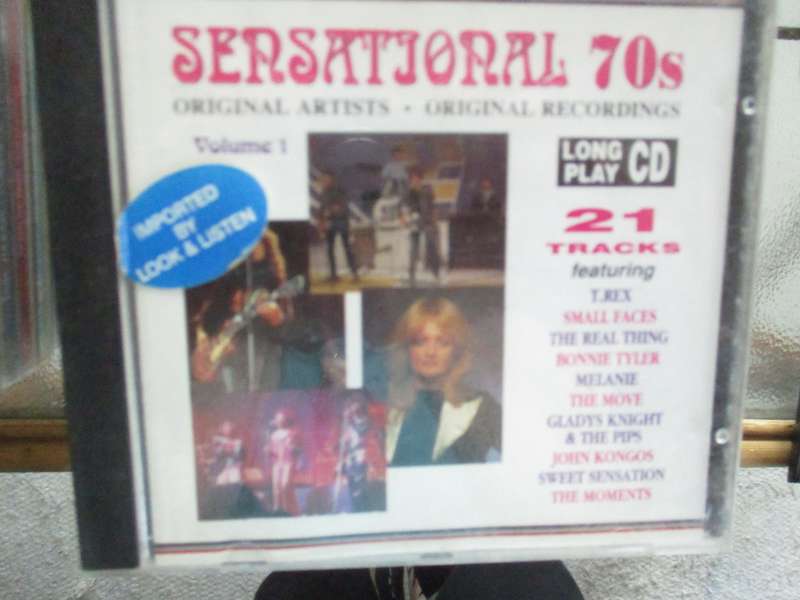 SENSATIONAL 70s
ORIGINAL ARTISTS • ORIGINAL RECORDINGS
Volume 1
LONG PLAY CD
IMPORTED
BY
LOOK & LISTEN
21
TRACKS
featuring
T.REX
SMALL FACES
THE REAL THING
BONNIE TYLER
MELANIE
THE MOVE
GLADYS KNIGHT
& THE PIPS
JOHN KONGOS
SWEET SENSATION
THE MOMENTS